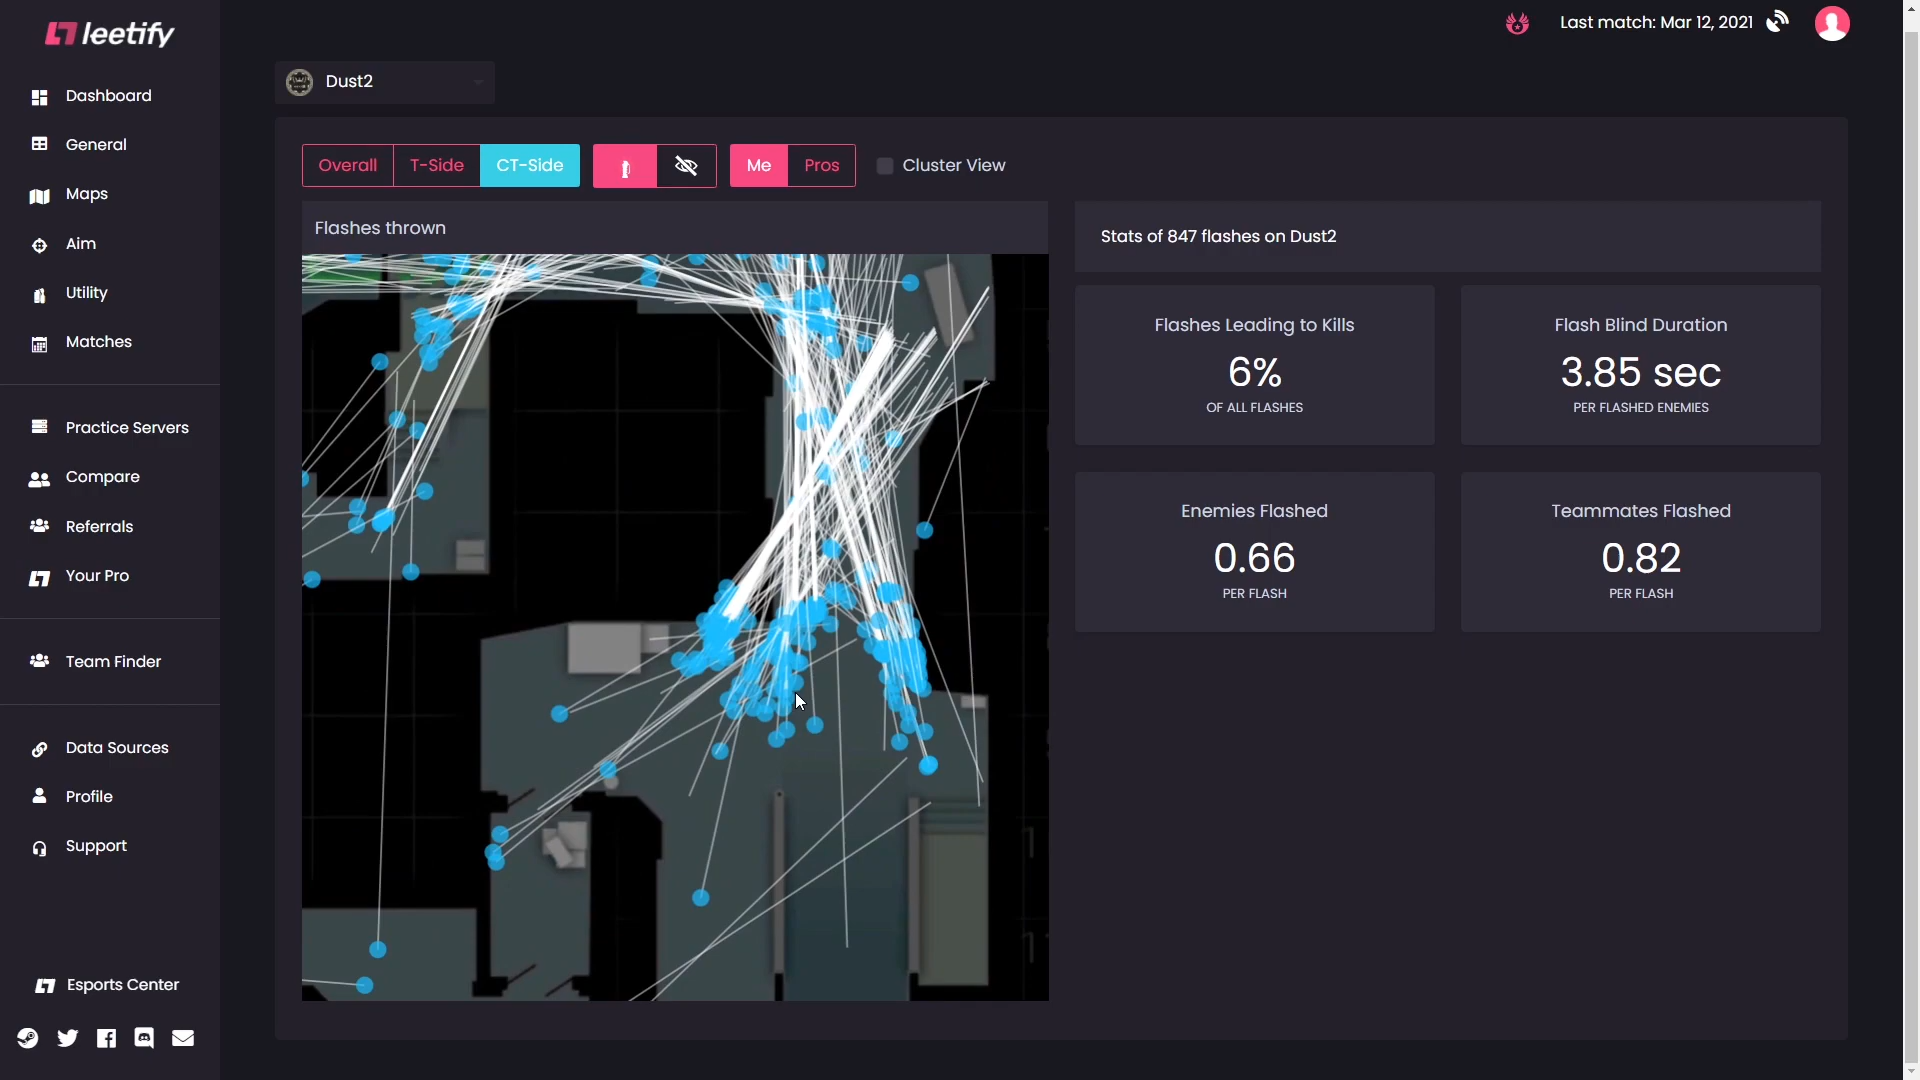 leetify
Last match: Mar 12, 2021
Dashboard
General
Maps
Aim
Utility
Matches
Practice Servers
Compare
Referrals
Your Pro
Team Finder
Data Sources
Profile
Support
Esports Center
Dust2
Overall T-Side CT-Side Me Pros Cluster View
Flashes thrown
Stats of 847 flashes on Dust2
Flashes Leading to Kills
6%
OF ALL FLASHES
Flash Blind Duration
3.85 sec
PER FLASHED ENEMIES
Enemies Flashed
0.66
PER FLASH
Teammates Flashed
0.82
PER FLASH